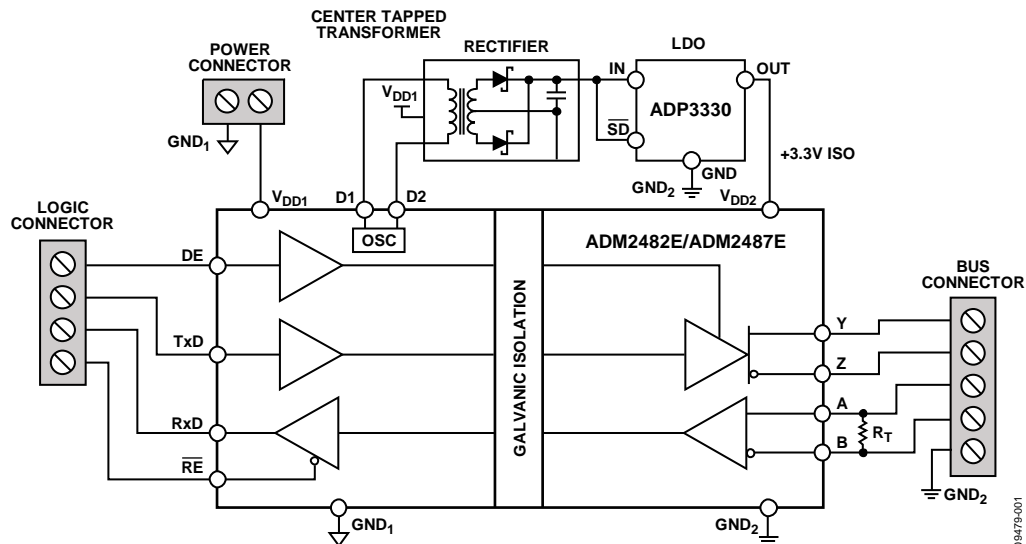 CENTER TAPPED
TRANSFORMER
POWER
CONNECTOR
RECTIFIER
LDO
IN
OUT
VDD1
ADP3330
SD
GND1
GND
GND2
+3.3V ISO
LOGIC
CONNECTOR
VDD1
D1
D2
VDD2
OSC
ADM2482E/ADM2487E
BUS
CONNECTOR
DE
TxD
RxD
RE
GALVANIC ISOLATION
Y
Z
A
B
RT
GND2
GND1
GND2
09479-001